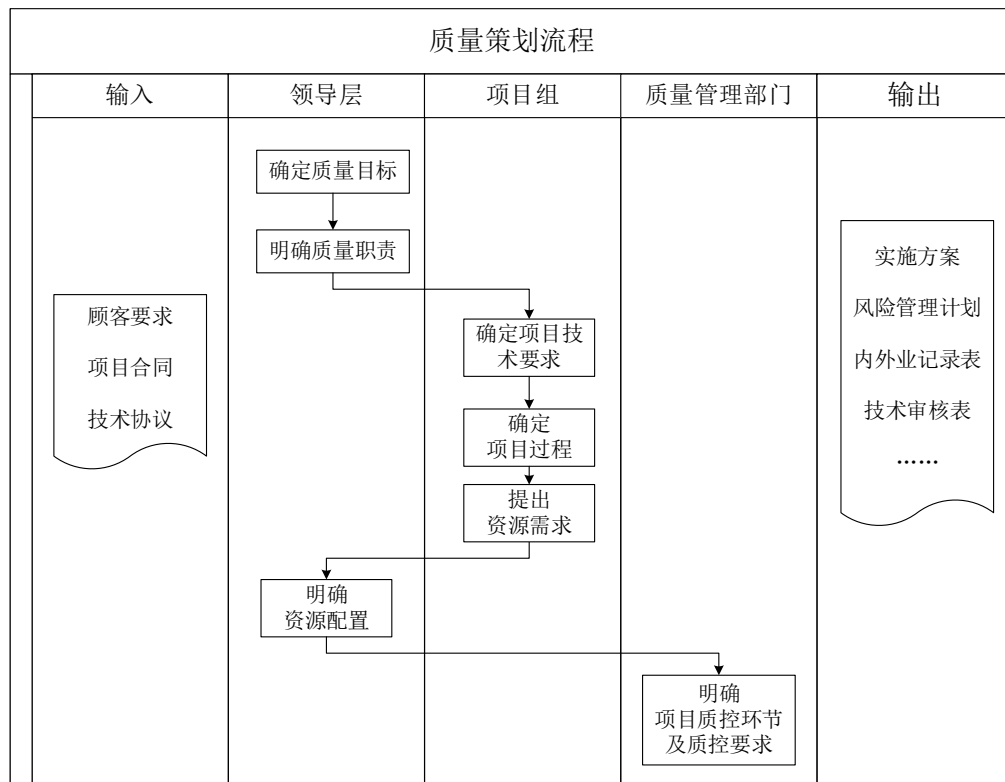 质量策划流程
输入
领导层
项目组
质量管理部门
输出
确定质量目标
明确质量职责
顾客要求
项目合同
技术协议
确定项目技
术要求
确定
项目过程
提出
资源需求
明确
资源配置
明确
项目质控环节
及质控要求
实施方案
风险管理计划
内外业记录表
技术审核表
……